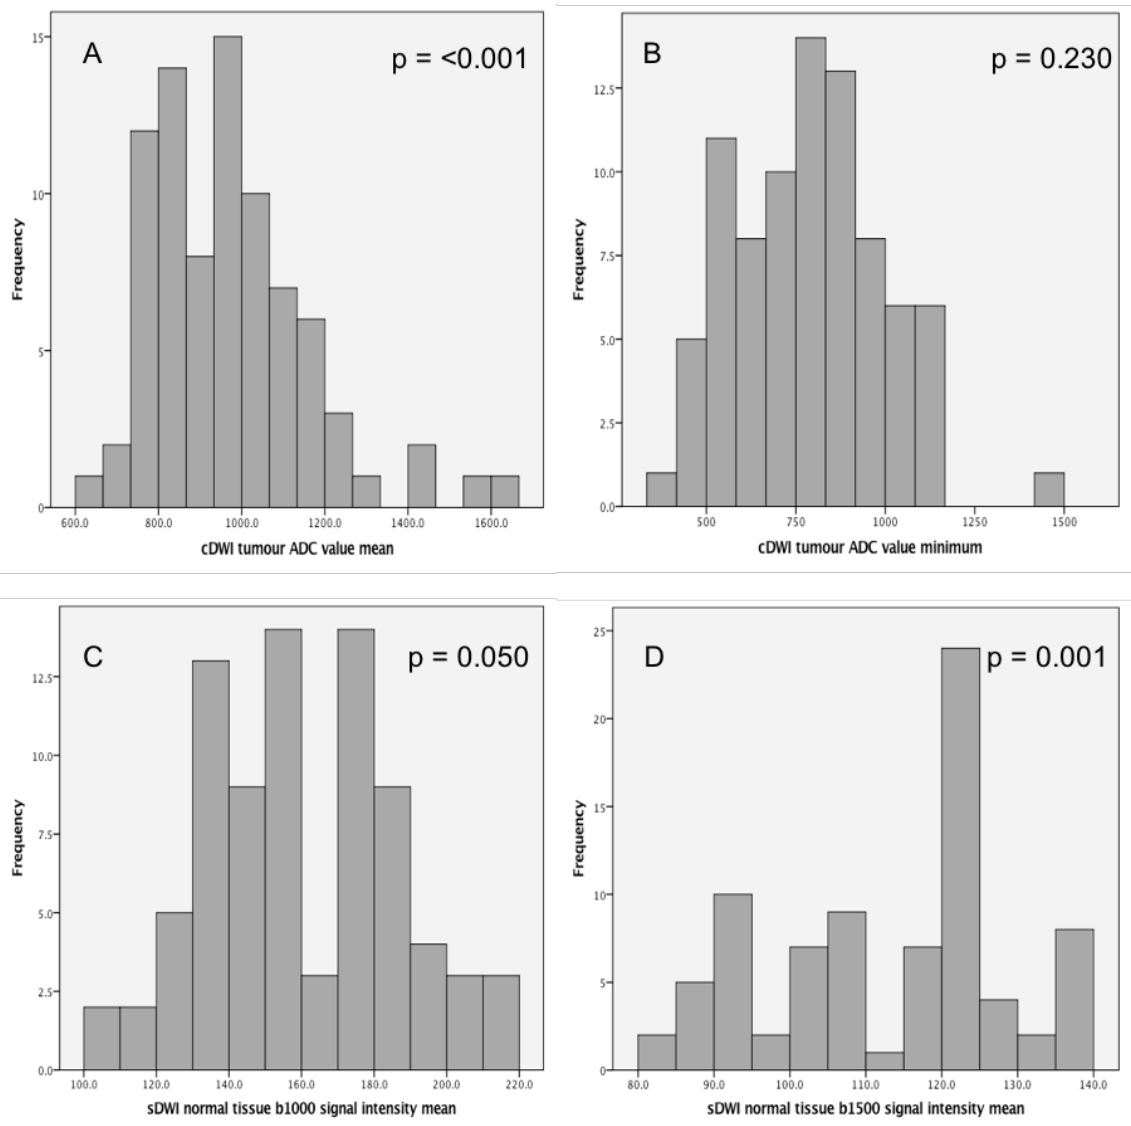 A
p = <0.001
15
10
5
0
Frequency
600.0 800.0 1000.0 1200.0 1400.0 1600.0
cDWI tumour ADC value mean
B
p = 0.230
12.5
10.0
7.5
5.0
2.5
0.0
Frequency
500 750 1000 1250 1500
cDWI tumour ADC value minimum
C
p = 0.050
12.5
10.0
7.5
5.0
2.5
0.0
Frequency
100.0 120.0 140.0 160.0 180.0 200.0 220.0
sDWI normal tissue b1000 signal intensity mean
D
p = 0.001
25
20
15
10
5
0
Frequency
80.0 90.0 100.0 110.0 120.0 130.0 140.0
sDWI normal tissue b1500 signal intensity mean